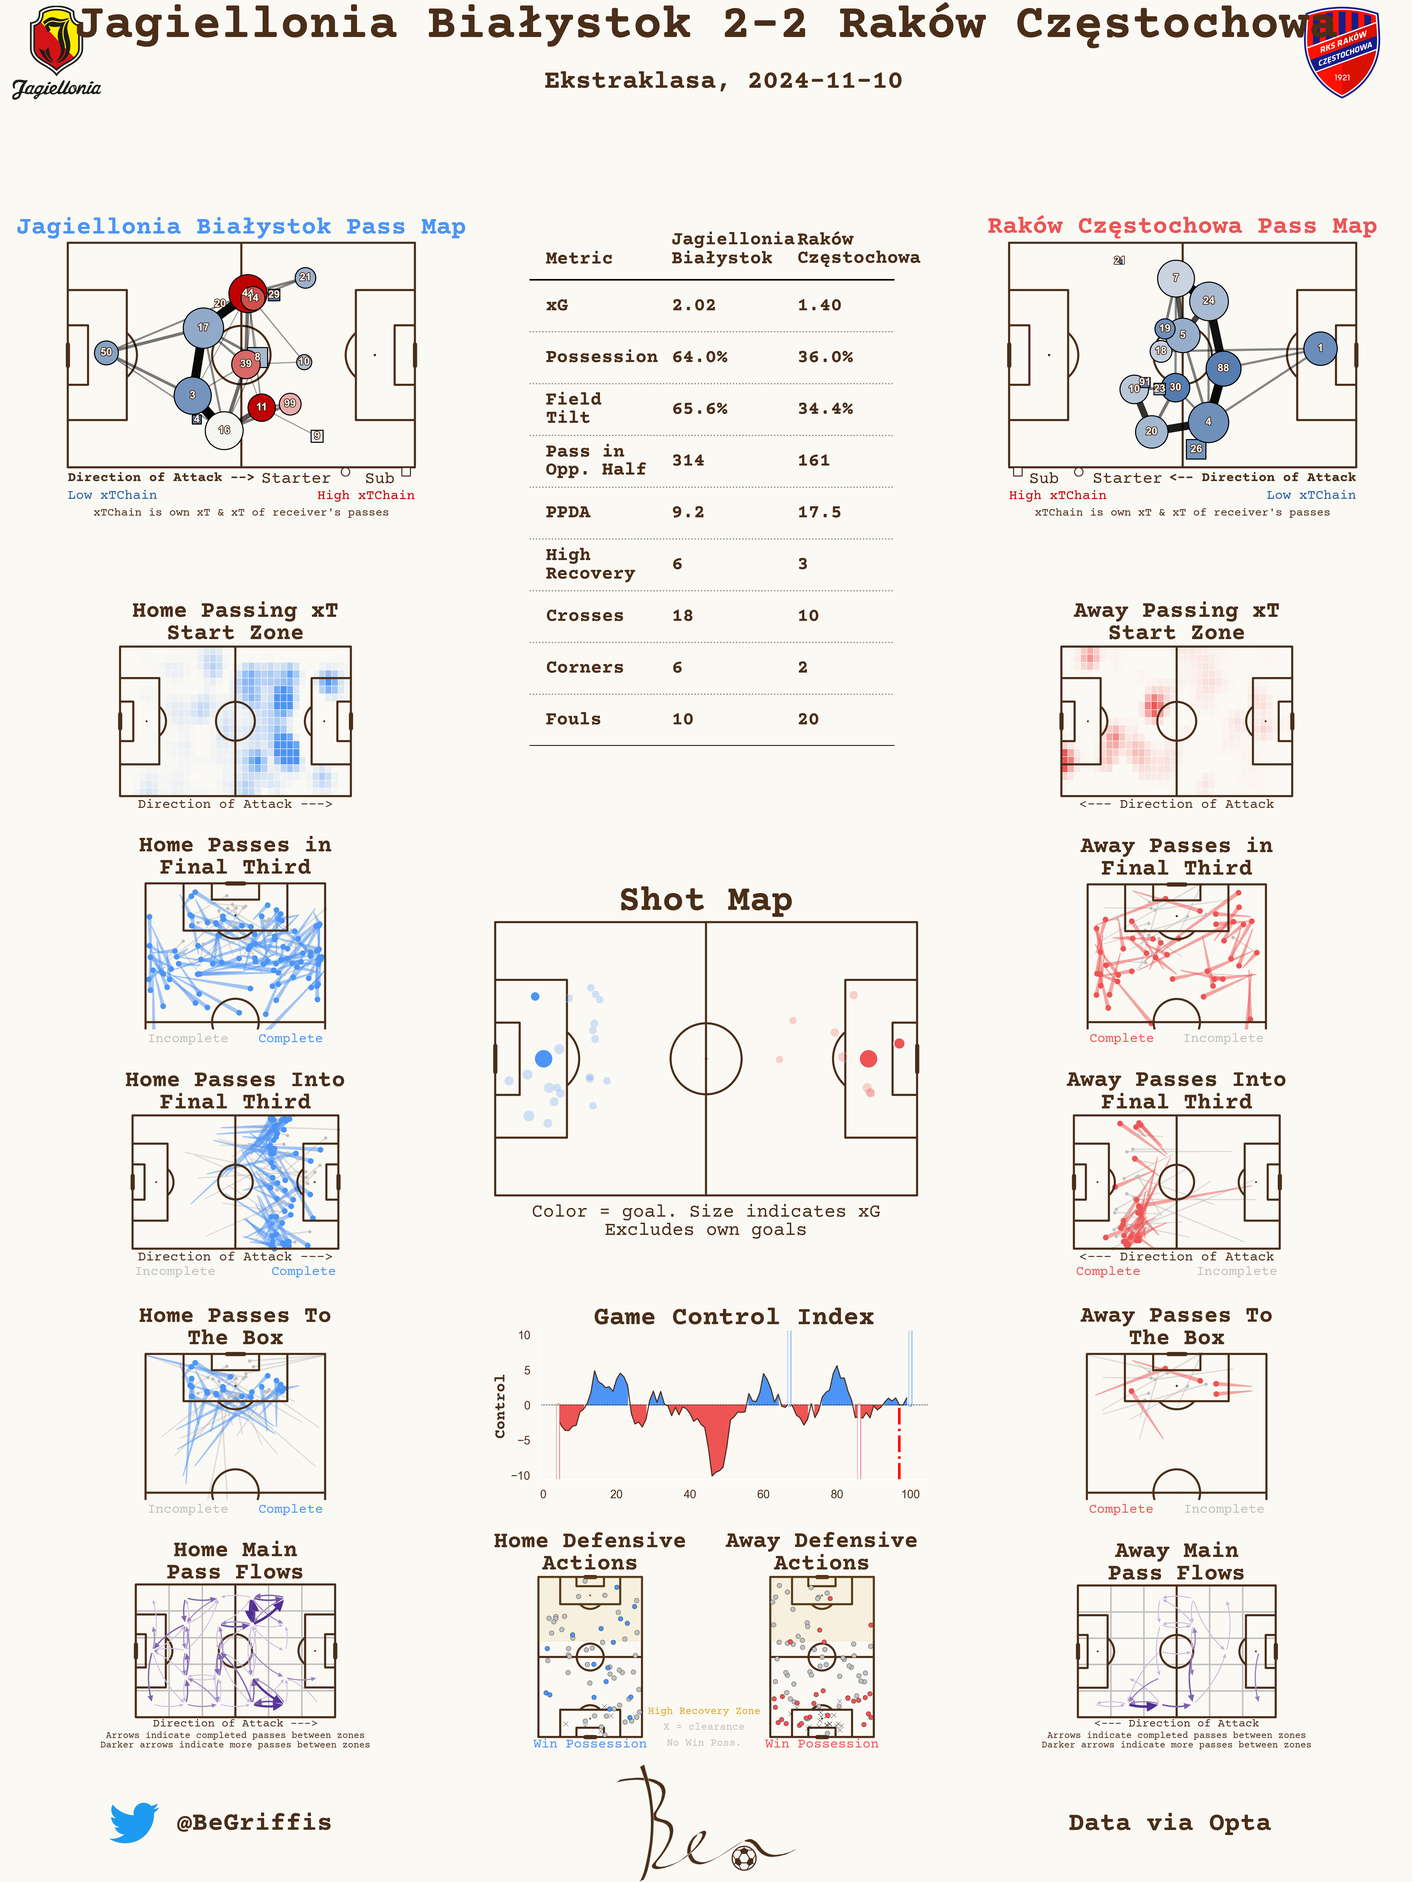 Jagiellonia Białystok 2-2 Raków Częstochowa
Ekstraklasa, 2024-11-10
Jagiellonia
RKS RAKÓW
CZĘSTOCHOWA
1921
Jagiellonia Białystok Pass Map
21
44
14
29
20
17
50
8
39
10
3
11
99
4
16
9
Direction of Attack --> Starter Sub
Low xTChain High xTChain
xTChain is own xT & xT of receiver's passes
Metric Jagiellonia Białystok Raków Częstochowa
xG 2.02 1.40
Possession 64.0% 36.0%
Field Tilt 65.6% 34.4%
Pass in Opp. Half 314 161
PPDA 9.2 17.5
High Recovery 6 3
Crosses 18 10
Corners 6 2
Fouls 10 20
Raków Częstochowa Pass Map
21
7
24
19
5
18
1
88
91
10
23
30
20
4
26
Sub Starter <-- Direction of Attack
High xTChain Low xTChain
xTChain is own xT & xT of receiver's passes
Home Passing xT
Start Zone
Direction of Attack --->
Away Passing xT
Start Zone
<--- Direction of Attack
Home Passes in
Final Third
Incomplete Complete
Away Passes in
Final Third
Complete Incomplete
Shot Map
Color = goal. Size indicates xG
Excludes own goals
Home Passes Into
Final Third
Direction of Attack --->
Incomplete Complete
Away Passes Into
Final Third
<--- Direction of Attack
Complete Incomplete
Home Passes To
The Box
Incomplete Complete
Game Control Index
Control
10
5
0
−5
−10
0 20 40 60 80 100
Away Passes To
The Box
Complete Incomplete
Home Main
Pass Flows
Direction of Attack --->
Arrows indicate completed passes between zones
Darker arrows indicate more passes between zones
Home Defensive
Actions
Win Possession
High Recovery Zone
X = clearance
No Win Poss.
Away Defensive
Actions
Win Possession
Away Main
Pass Flows
<--- Direction of Attack
Arrows indicate completed passes between zones
Darker arrows indicate more passes between zones
@BeGriffis
Ben
Data via Opta